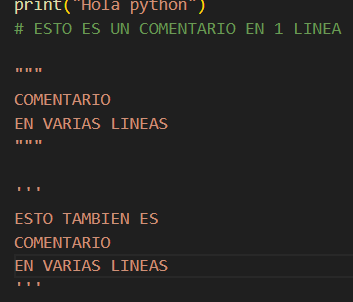 print("Hola python")
# ESTO ES UN COMENTARIO EN 1 LINEA
"""
COMENTARIO
EN VARIAS LINEAS
"""
'''
ESTO TAMBIEN ES
COMENTARIO
EN VARIAS LINEAS
'''